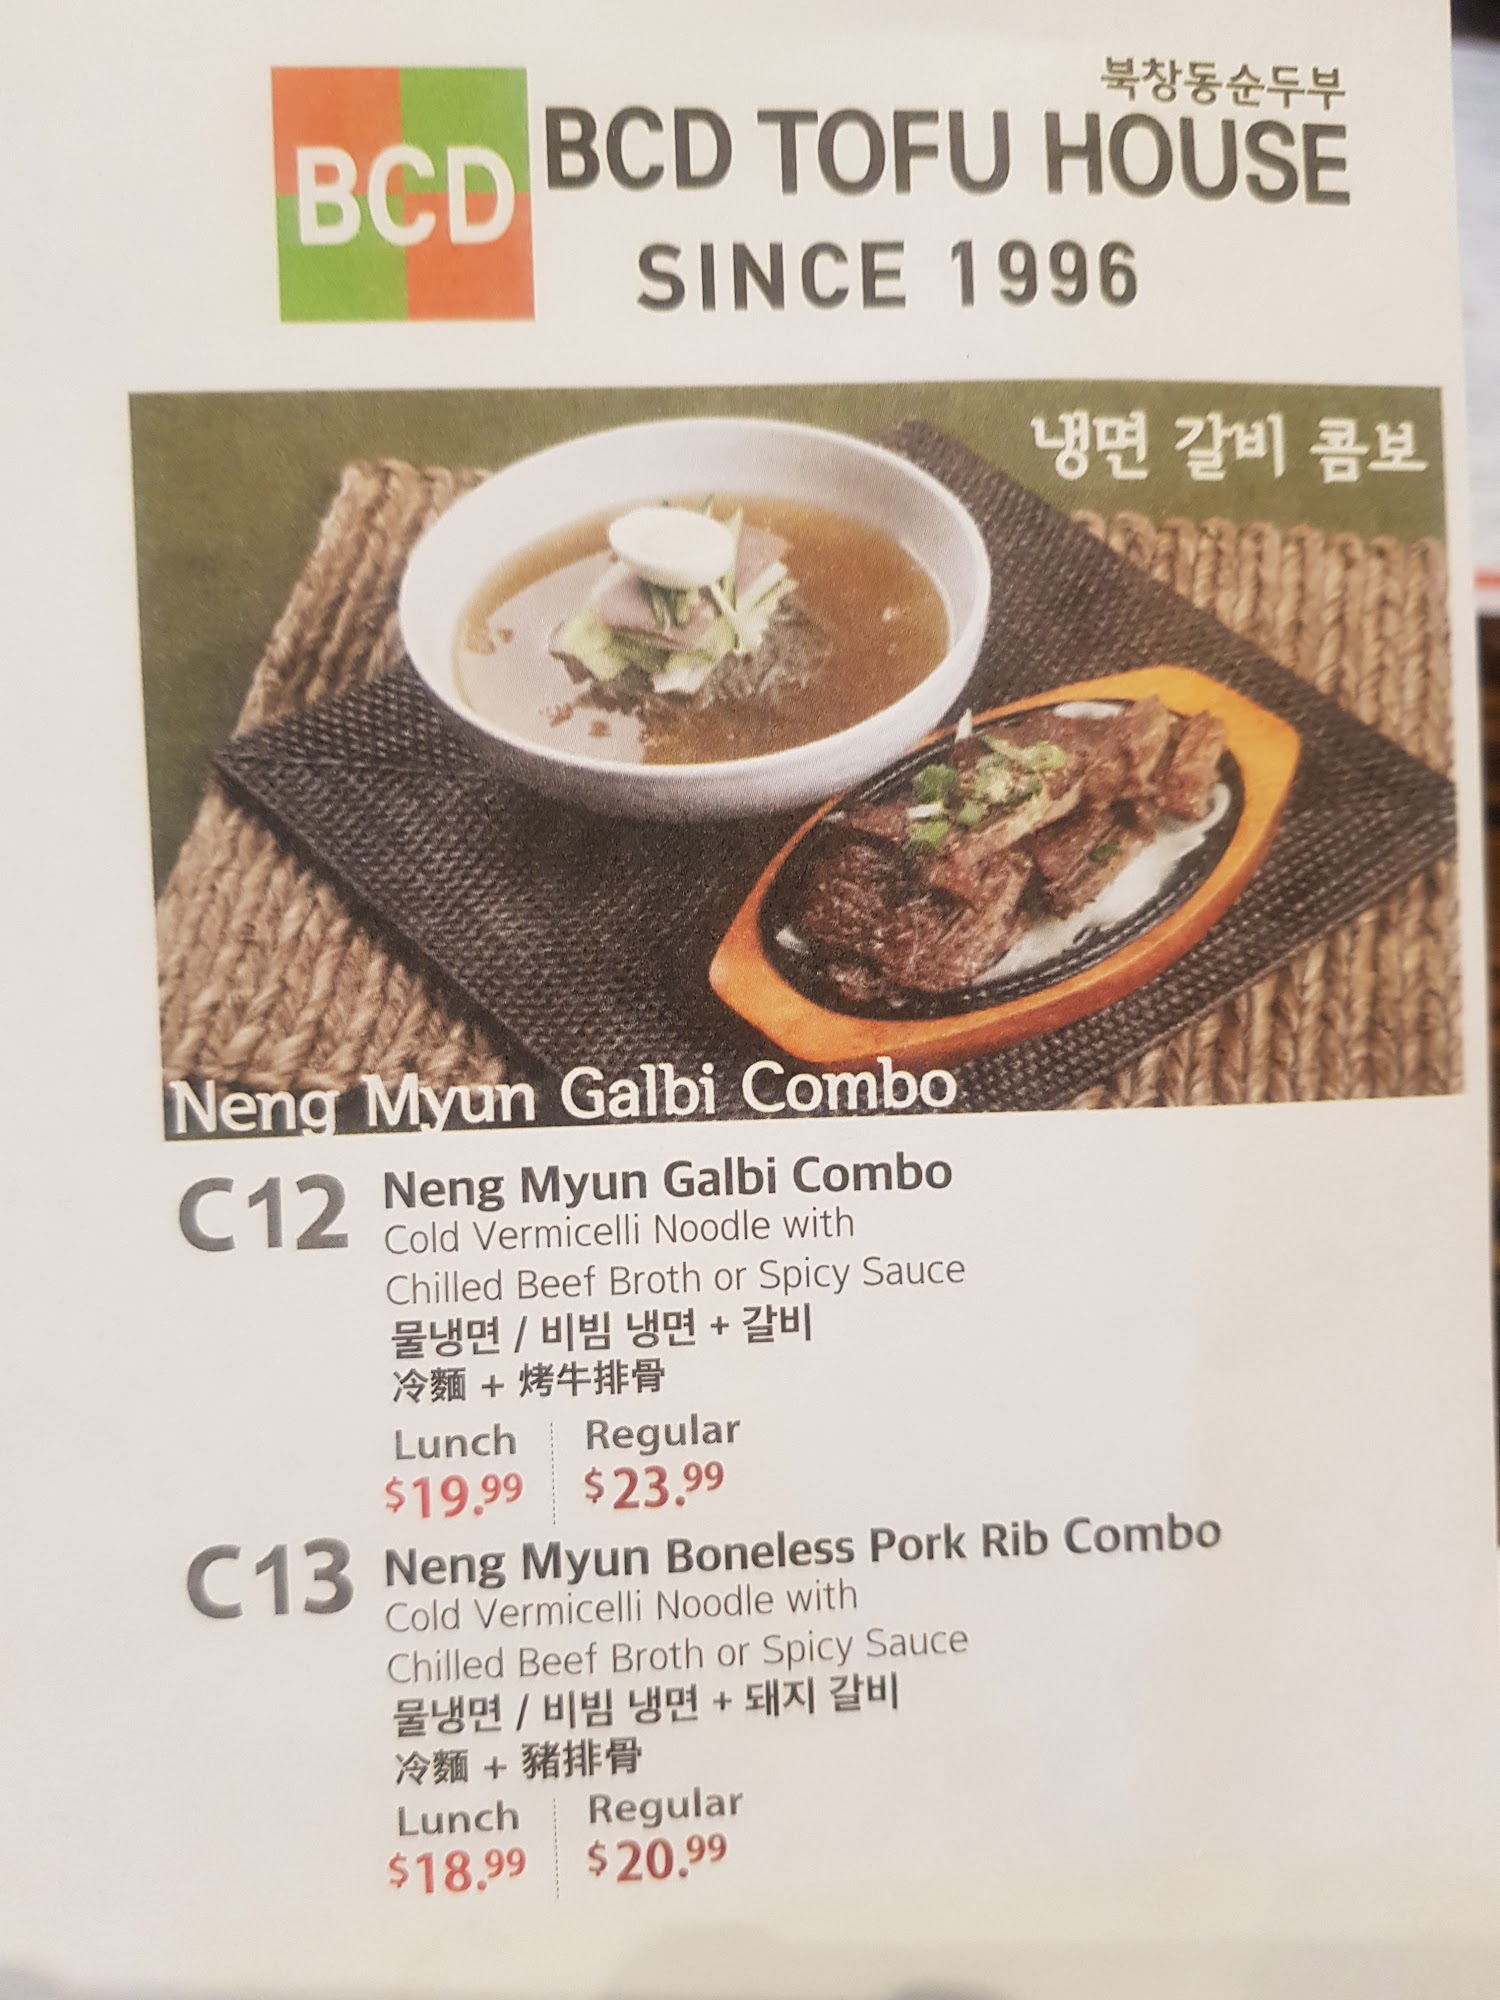 북창동순두부
BCD
BCD TOFU HOUSE
SINCE 1996
냉면 갈비 콤보
Neng Myun Galbi Combo
C12
Neng Myun Galbi Combo
Cold Vermicelli Noodle with
Chilled Beef Broth or Spicy Sauce
물냉면 / 비빔 냉면 + 갈비
冷麵 + 烤牛排骨
Lunch Regular
$19.99 $23.99
C13
Neng Myun Boneless Pork Rib Combo
Cold Vermicelli Noodle with
Chilled Beef Broth or Spicy Sauce
물냉면 / 비빔 냉면 + 돼지 갈비
冷麵 + 豬排骨
Lunch Regular
$18.99 $20.99